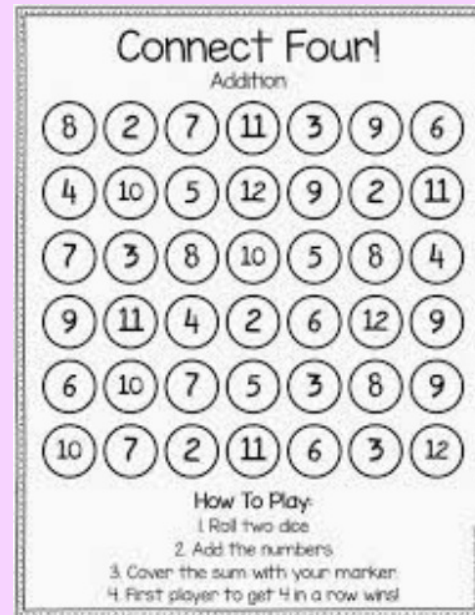 Connect Four!
Addition
8 2 7 11 3 9 6
4 10 5 12 9 2 11
7 3 8 10 5 8 4
9 11 4 2 6 12 9
6 10 7 5 3 8 9
10 7 2 11 6 3 12
How To Play:
1. Roll two dice
2. Add the numbers
3. Cover the sum with your marker.
4. First player to get 4 in a row wins!